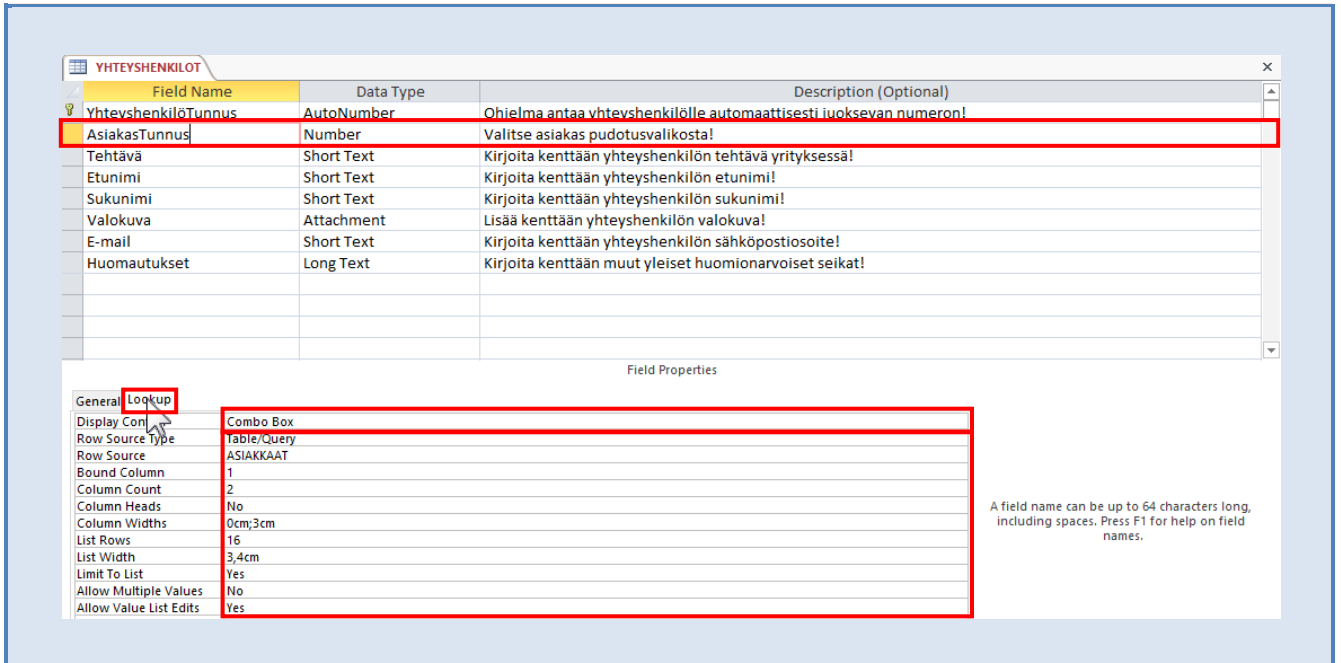 YHTEYSHENKILOT
Field Name Data Type Description (Optional)
YhteyshenkilöTunnus AutoNumber Ohjelma antaa yhteyshenkilölle automaattisesti juoksevan numeron!
AsiakasTunnus Number Valitse asiakas pudotusvalikosta!
Tehtävä Short Text Kirjoita kenttään yhteyshenkilön tehtävä yrityksessä!
Etunimi Short Text Kirjoita kenttään yhteyshenkilön etunimi!
Sukunimi Short Text Kirjoita kenttään yhteyshenkilön sukunimi!
Valokuva Attachment Lisää kenttään yhteyshenkilön valokuva!
E-mail Short Text Kirjoita kenttään yhteyshenkilön sähköpostiosoite!
Huomautukset Long Text Kirjoita kenttään muut yleiset huomionarvoiset seikat!
Field Properties
General Lookup
Display Combo Box
Row Source Type Table/Query
Row Source ASIAKKAAT
Bound Column 1
Column Count 2
Column Heads No
Column Widths 0cm;3cm
List Rows 16
List Width 3,4cm
Limit To List Yes
Allow Multiple Values No
Allow Value List Edits Yes
A field name can be up to 64 characters long,
including spaces. Press F1 for help on field
names.